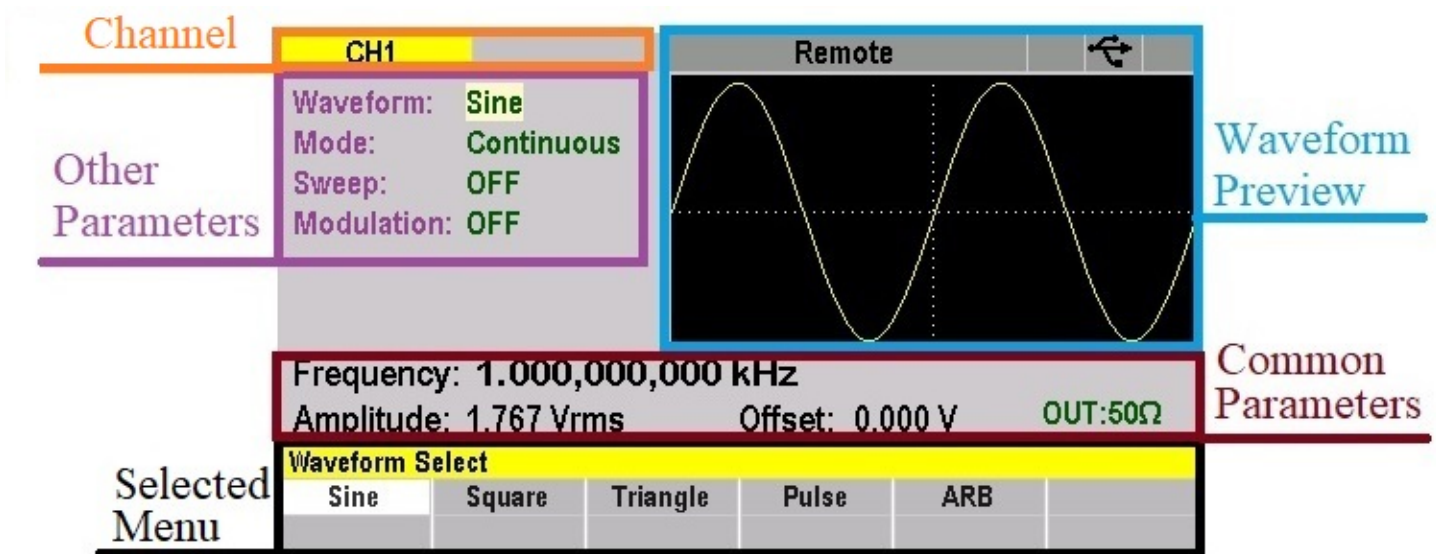 Channel
CH1
Remote
Waveform: Sine
Mode: Continuous
Sweep: OFF
Modulation: OFF
Other
Parameters
Waveform
Preview
Frequency: 1.000,000,000 kHz
Amplitude: 1.767 Vrms Offset: 0.000 V OUT:50Ω
Common
Parameters
Selected
Menu
Waveform Select
Sine Square Triangle Pulse ARB